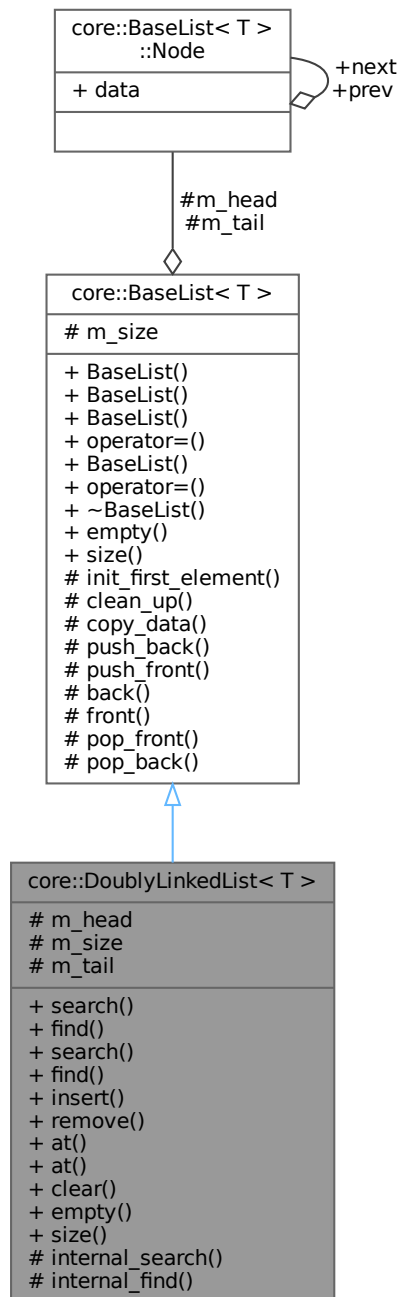 core::BaseList< T >
::Node
+ data
+next
+prev
#m_head
#m_tail
core::BaseList< T >
# m_size
+ BaseList()
+ BaseList()
+ BaseList()
+ operator=()
+ BaseList()
+ operator=()
+ ~BaseList()
+ empty()
+ size()
# init_first_element()
# clean_up()
# copy_data()
# push_back()
# push_front()
# back()
# front()
# pop_front()
# pop_back()
core::DoublyLinkedList< T >
# m_head
# m_size
# m_tail
+ search()
+ find()
+ search()
+ find()
+ insert()
+ remove()
+ at()
+ at()
+ clear()
+ empty()
+ size()
# internal_search()
# internal_find()